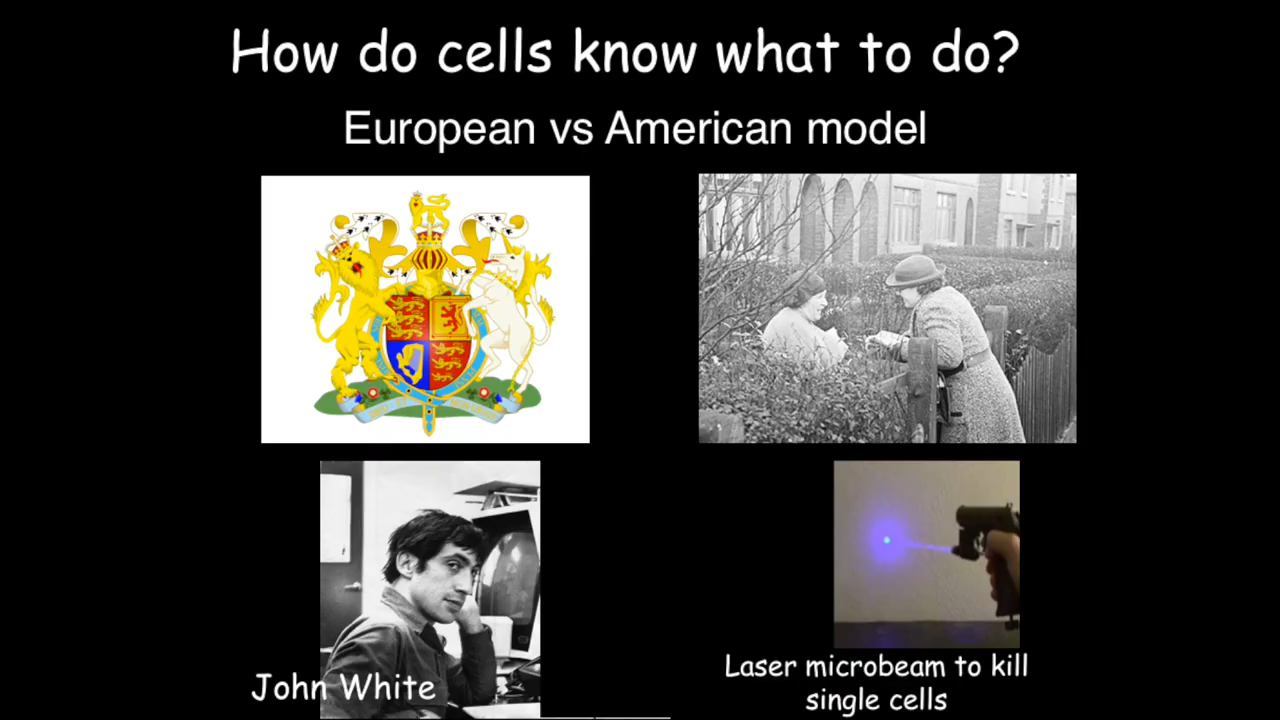 How do cells know what to do?
European vs American model
John White
Laser microbeam to kill
single cells